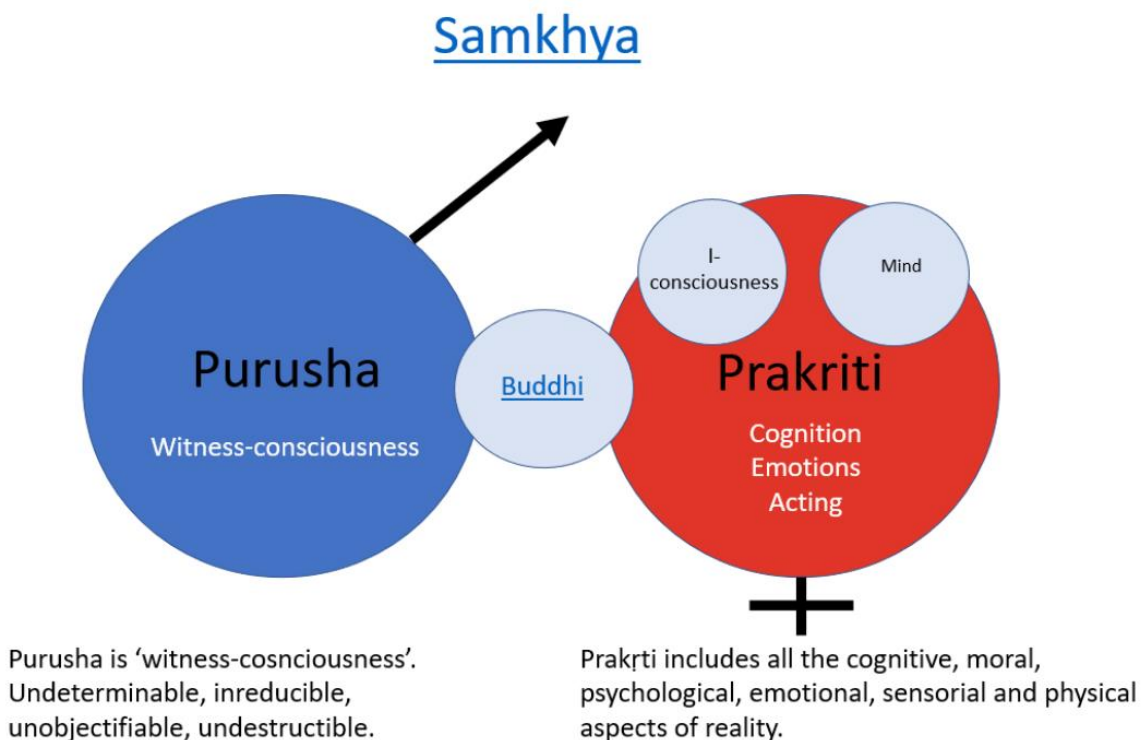 Samkhya
I-
consciousness
Mind
Purusha
Witness-consciousness
Buddhi
Prakriti
Cognition
Emotions
Acting
Purusha is ‘witness-cosnciousness’.
Undeterminable, inreducible,
unobjectifiable, undestructible.
Prakṛti includes all the cognitive, moral,
psychological, emotional, sensorial and physical
aspects of reality.